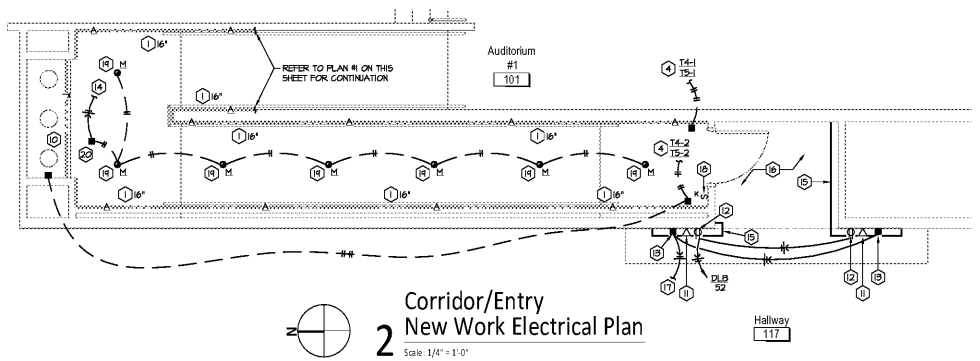 1 16"
Auditorium
#1
101
19 M
REFER TO PLAN #1 ON THIS
SHEET FOR CONTINUATION
4 T4-1
T5-1
14
1 16"
10
1 16"
1 16"
4 T4-2
T5-2
20
19 M
19 M
19 M
19 M
19 M
19 M
18
16
15
1 16"
1 16"
1 16"
K
S
12
13
15
12
13
17
11
DLB
52
11
N
2
Corridor/Entry
New Work Electrical Plan
Scale: 1/4" = 1'-0"
Hallway
117